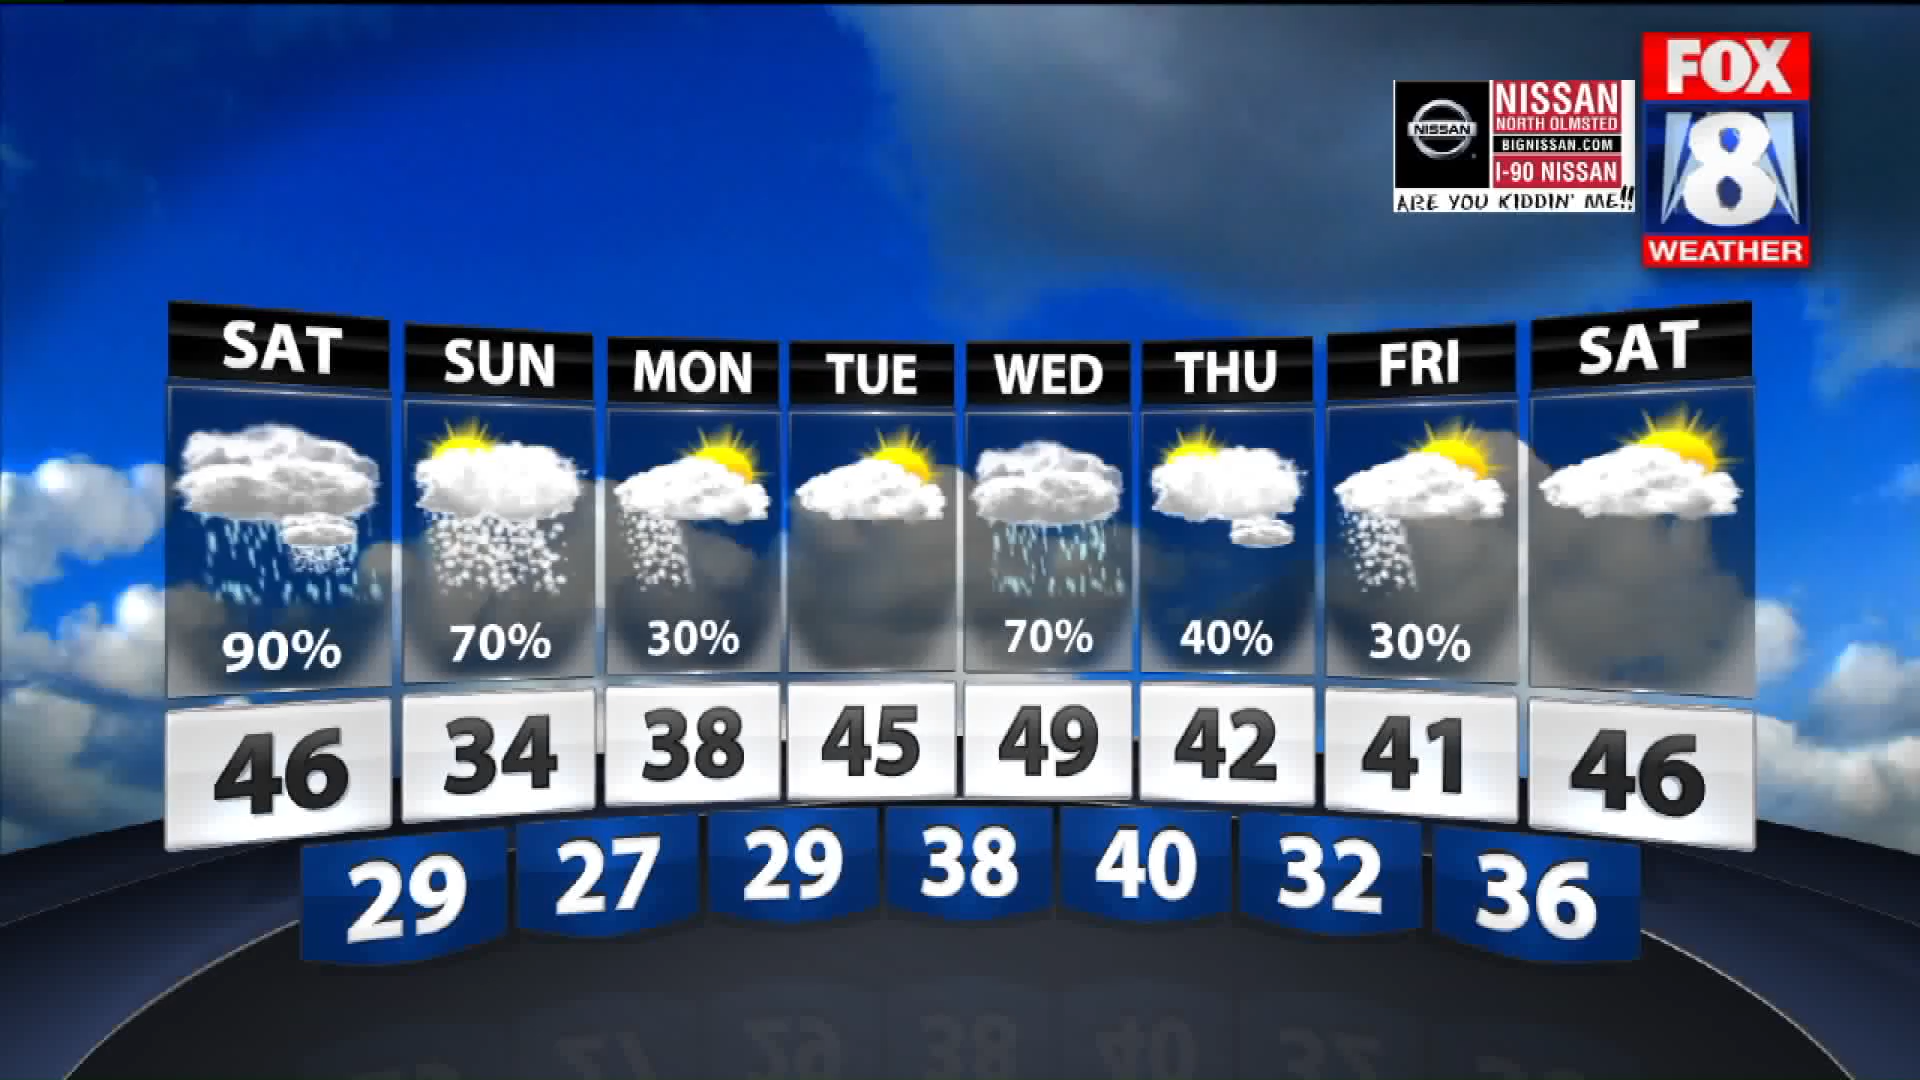 FOX
8
WEATHER
NISSAN
NISSAN
NORTH OLMSTED
BIGNISSAN.COM
I-90 NISSAN
ARE YOU KIDDIN' ME!!
SAT SUN MON TUE WED THU FRI SAT
90% 70% 30% 70% 40% 30%
46 34 38 45 49 42 41 46
29 27 29 38 40 32 36